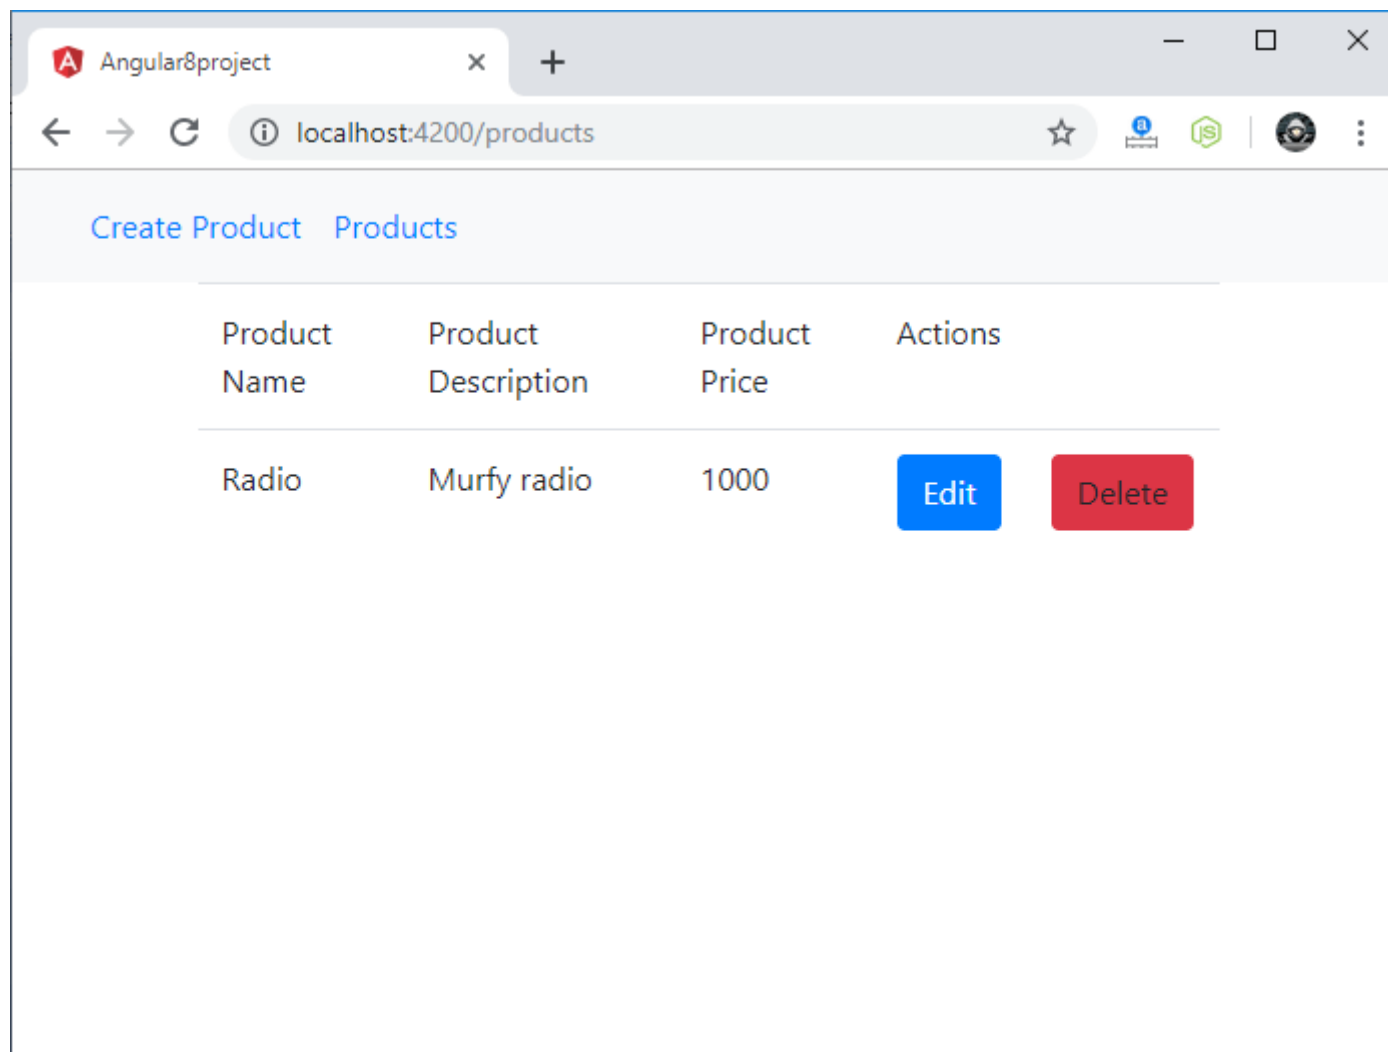 Angular8project
localhost:4200/products
Create Product Products
Product Name Product Description Product Price Actions
Radio Murfy radio 1000 Edit Delete